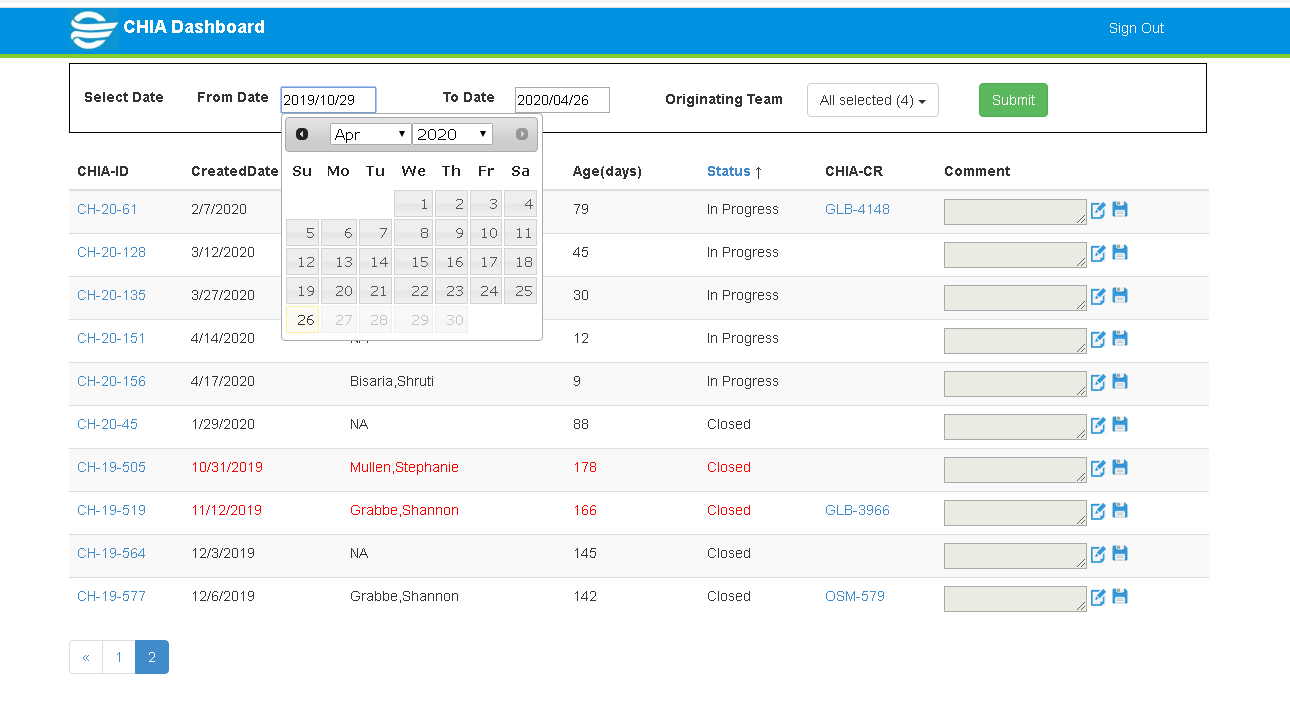 CHIA Dashboard Sign Out
Select Date From Date 2019/10/29 To Date 2020/04/26 Originating Team All selected (4) Submit
Apr 2020
Su Mo Tu We Th Fr Sa
1 2 3 4
5 6 7 8 9 10 11
12 13 14 15 16 17 18
19 20 21 22 23 24 25
26 27 28 29 30
CHIA-ID CreatedDate Age(days) Status ↑ CHIA-CR Comment
CH-20-61 2/7/2020 79 In Progress GLB-4148
CH-20-128 3/12/2020 45 In Progress
CH-20-135 3/27/2020 30 In Progress
CH-20-151 4/14/2020 12 In Progress
CH-20-156 4/17/2020 Bisaria,Shruti 9 In Progress
CH-20-45 1/29/2020 NA 88 Closed
CH-19-505 10/31/2019 Mullen,Stephanie 178 Closed
CH-19-519 11/12/2019 Grabbe,Shannon 166 Closed GLB-3966
CH-19-564 12/3/2019 NA 145 Closed
CH-19-577 12/6/2019 Grabbe,Shannon 142 Closed OSM-579
« 1 2